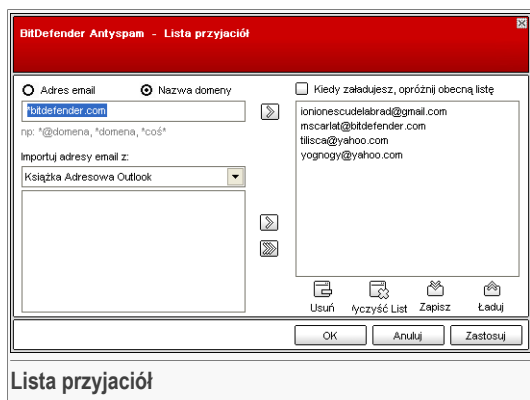 BitDefender Antyspam - Lista przyjaciół
Adres email
Nazwa domeny
*bitdefender.com
np: *@domena, *domena, *coś*
Importuj adresy email z:
Książka Adresowa Outlook
Kiedy załadujesz, opróżnij obecną listę
ionionescudelabrad@gmail.com
mscarlat@bitdefender.com
tilisca@yahoo.com
yognogy@yahoo.com
Usuń
yczyść List
Zapisz
Ładuj
OK
Anuluj
Zastosuj
Lista przyjaciół